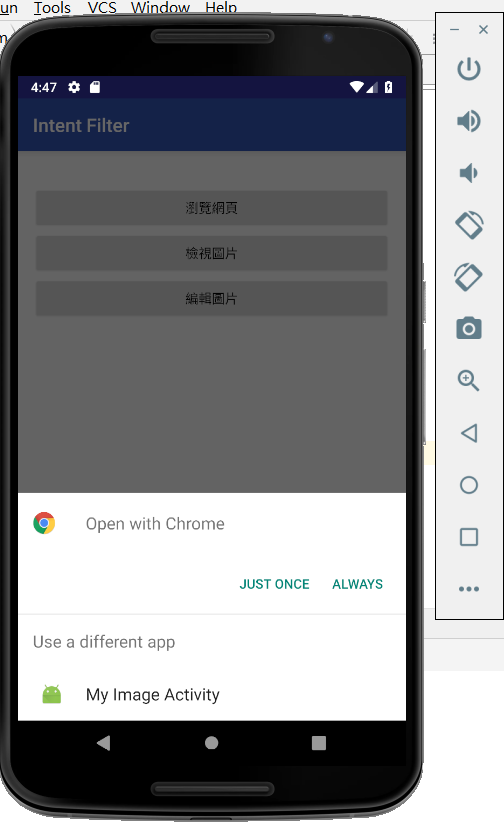 un Tools VCS Window Help
m
4:47
Intent Filter
瀏覽網頁
檢視圖片
編輯圖片
Open with Chrome
JUST ONCE ALWAYS
Use a different app
My Image Activity